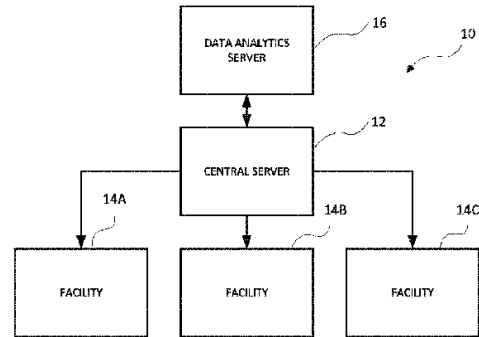 16
10
DATA ANALYTICS
SERVER
12
CENTRAL SERVER
14A
14B
14C
FACILITY
FACILITY
FACILITY